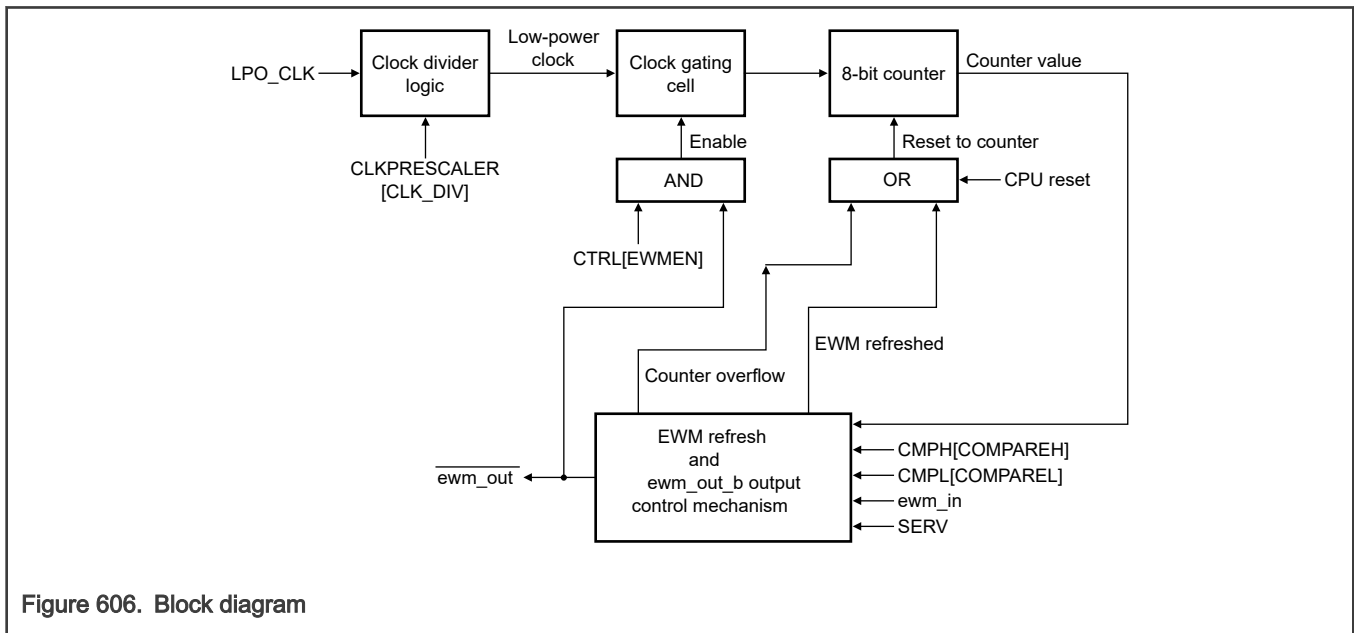 LPO_CLK
Clock divider
logic
Low-power
clock
Clock gating
cell
8-bit counter
Counter value
CLKPRESCALER
[CLK_DIV]
Enable
AND
CTRL[EWMEN]
Reset to counter
OR
CPU reset
Counter overflow
EWM refreshed
ewm_out
EWM refresh
and
ewm_out_b output
control mechanism
CMPH[COMPAREH]
CMPL[COMPAREL]
ewm_in
SERV
Figure 606. Block diagram